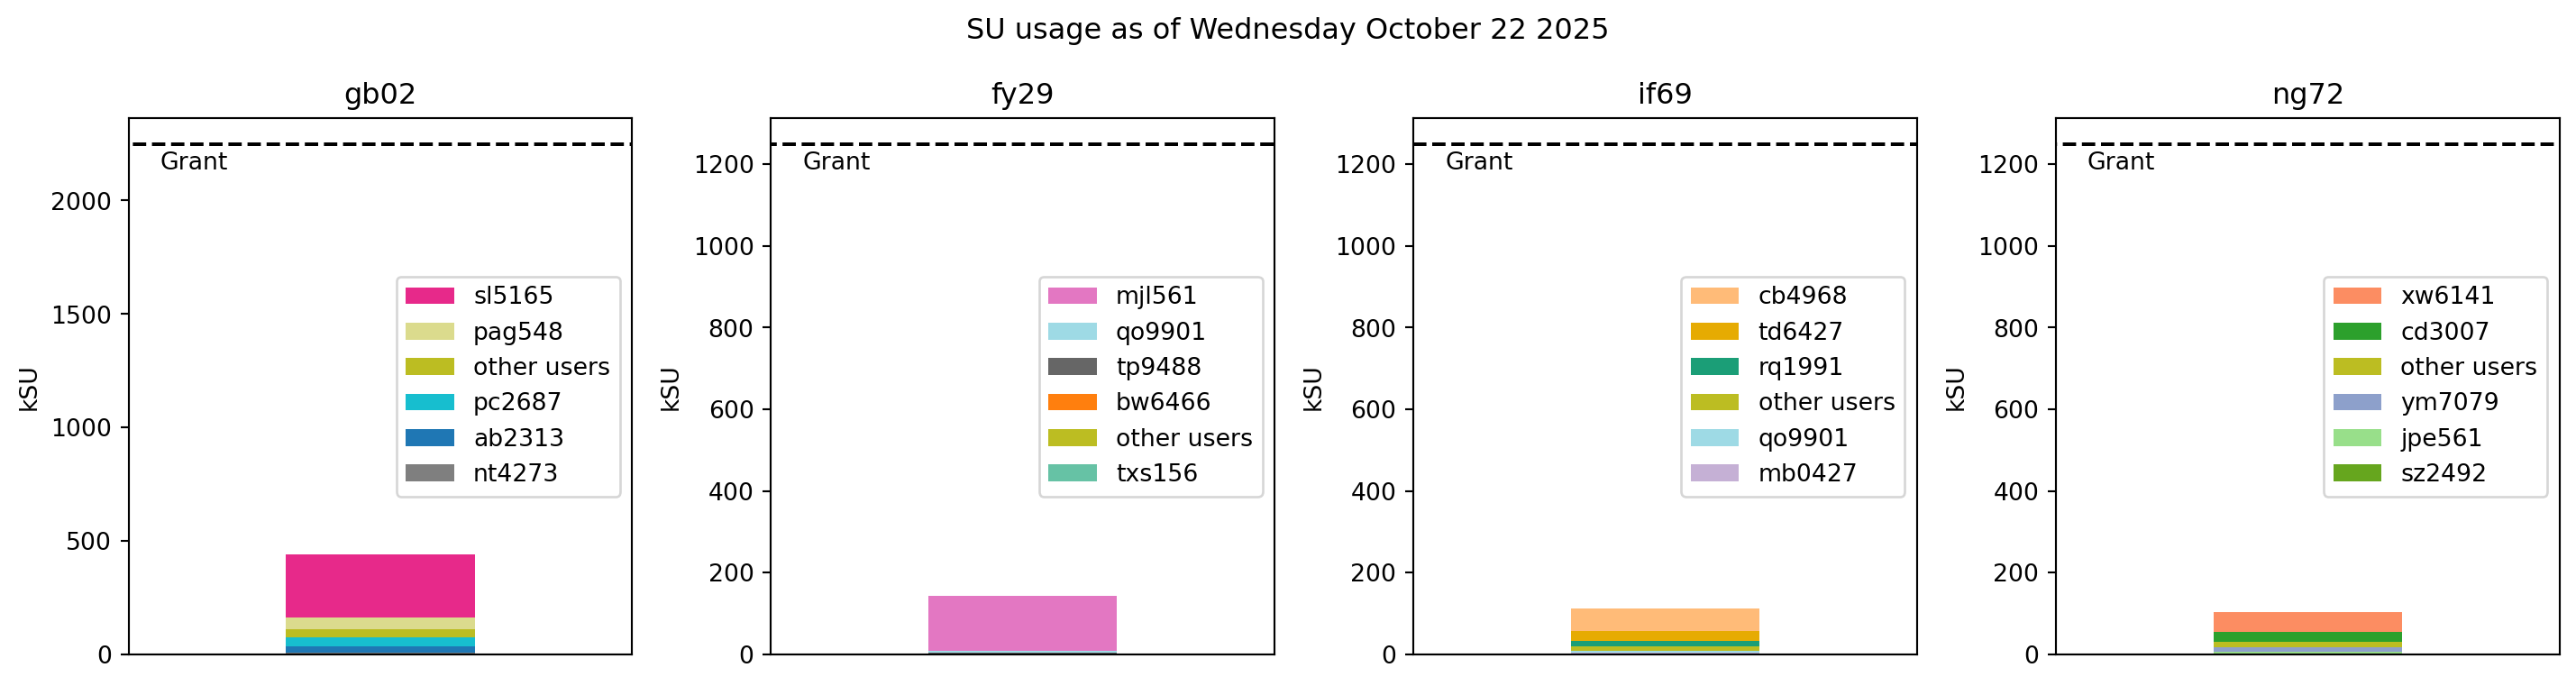 SU usage as of Wednesday October 22 2025
gb02
kSU
2000
1500
1000
500
0
Grant
sl5165
pag548
other users
pc2687
ab2313
nt4273
fy29
kSU
1200
1000
800
600
400
200
0
Grant
mjl561
qo9901
tp9488
bw6466
other users
txs156
if69
kSU
1200
1000
800
600
400
200
0
Grant
cb4968
td6427
rq1991
other users
qo9901
mb0427
ng72
kSU
1200
1000
800
600
400
200
0
Grant
xw6141
cd3007
other users
ym7079
jpe561
sz2492